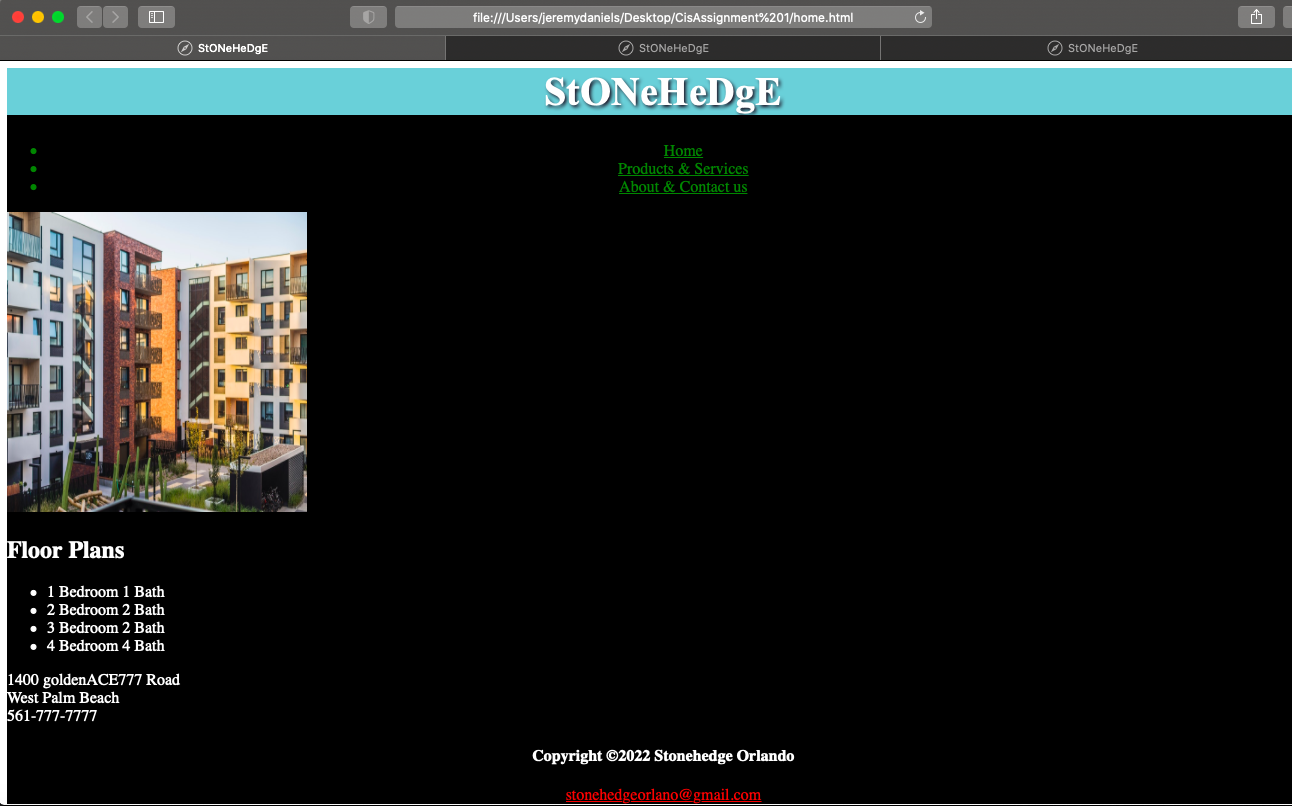 file:///Users/jeremydaniels/Desktop/CisAssignment%201/home.html
StONeHeDgE StONeHeDgE StONeHeDgE
StONeHeDgE
Home
Products & Services
About & Contact us
Floor Plans
1 Bedroom 1 Bath
2 Bedroom 2 Bath
3 Bedroom 2 Bath
4 Bedroom 4 Bath
1400 goldenACE777 Road
West Palm Beach
561-777-7777
Copyright ©2022 Stonehedge Orlando
stonehedgeorlano@gmail.com